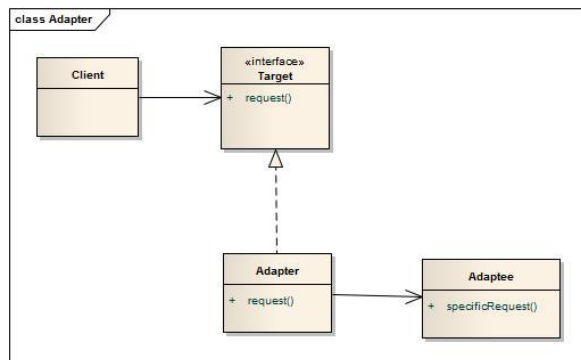 class Adapter
Client
«interface»
Target
+ request()
Adapter
+ request()
Adaptee
+ specificRequest()